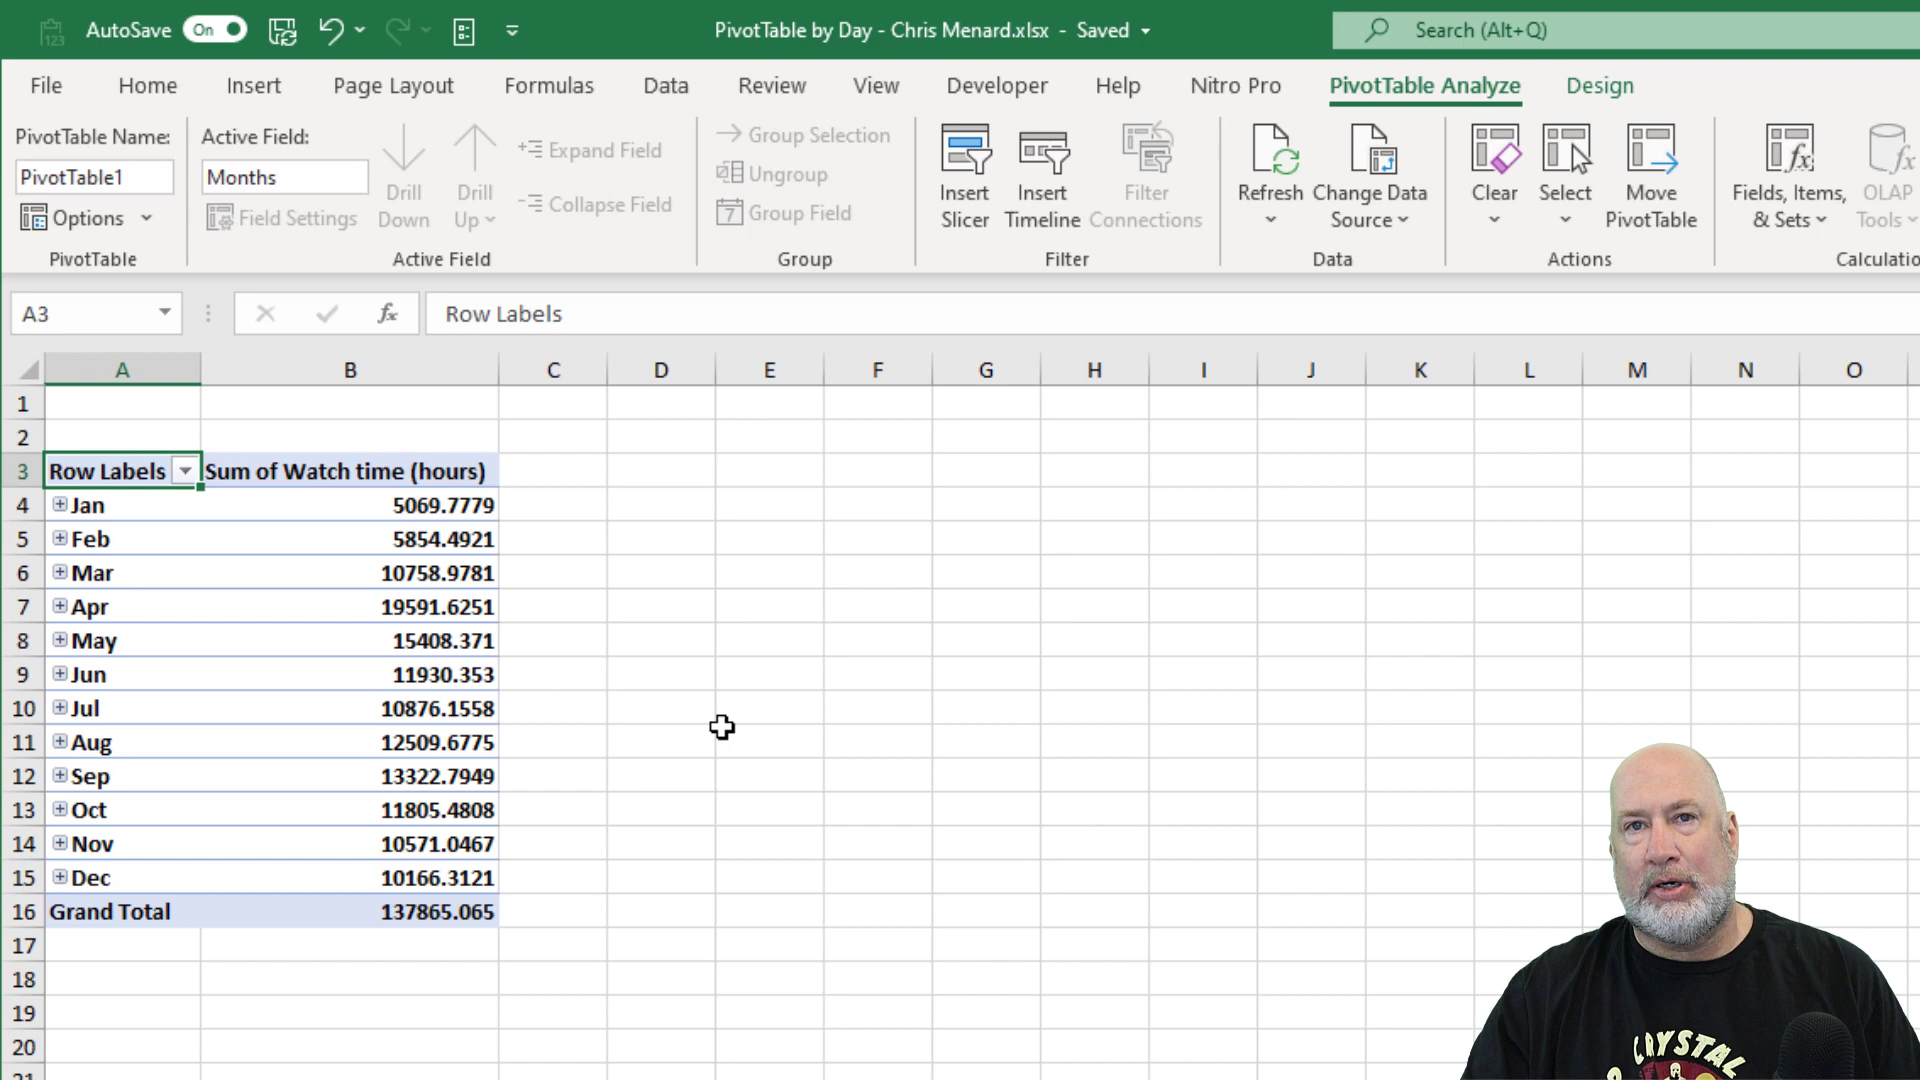 AutoSave On PivotTable by Day - Chris Menard.xlsx - Saved Search (Alt+Q)
File Home Insert Page Layout Formulas Data Review View Developer Help Nitro Pro PivotTable Analyze Design
PivotTable Name:
PivotTable1
Options
PivotTable
Active Field:
Months
Field Settings
Drill Down
Drill Up
Expand Field
Collapse Field
Active Field
Group Selection
Ungroup
7 Group Field
Group
Insert Slicer
Insert Timeline
Filter Connections
Filter
Refresh
Change Data Source
Data
Clear
Select
Move PivotTable
Actions
Fields, Items, & Sets
OLAP Tools
Calculatio
A3 fx Row Labels
A B C D E F G H I J K L M N O
1
2
3 Row Labels Sum of Watch time (hours)
4 Jan 5069.7779
5 Feb 5854.4921
6 Mar 10758.9781
7 Apr 19591.6251
8 May 15408.371
9 Jun 11930.353
10 Jul 10876.1558
11 Aug 12509.6775
12 Sep 13322.7949
13 Oct 11805.4808
14 Nov 10571.0467
15 Dec 10166.3121
16 Grand Total 137865.065
17
18
19
20
21
CRYSTAL